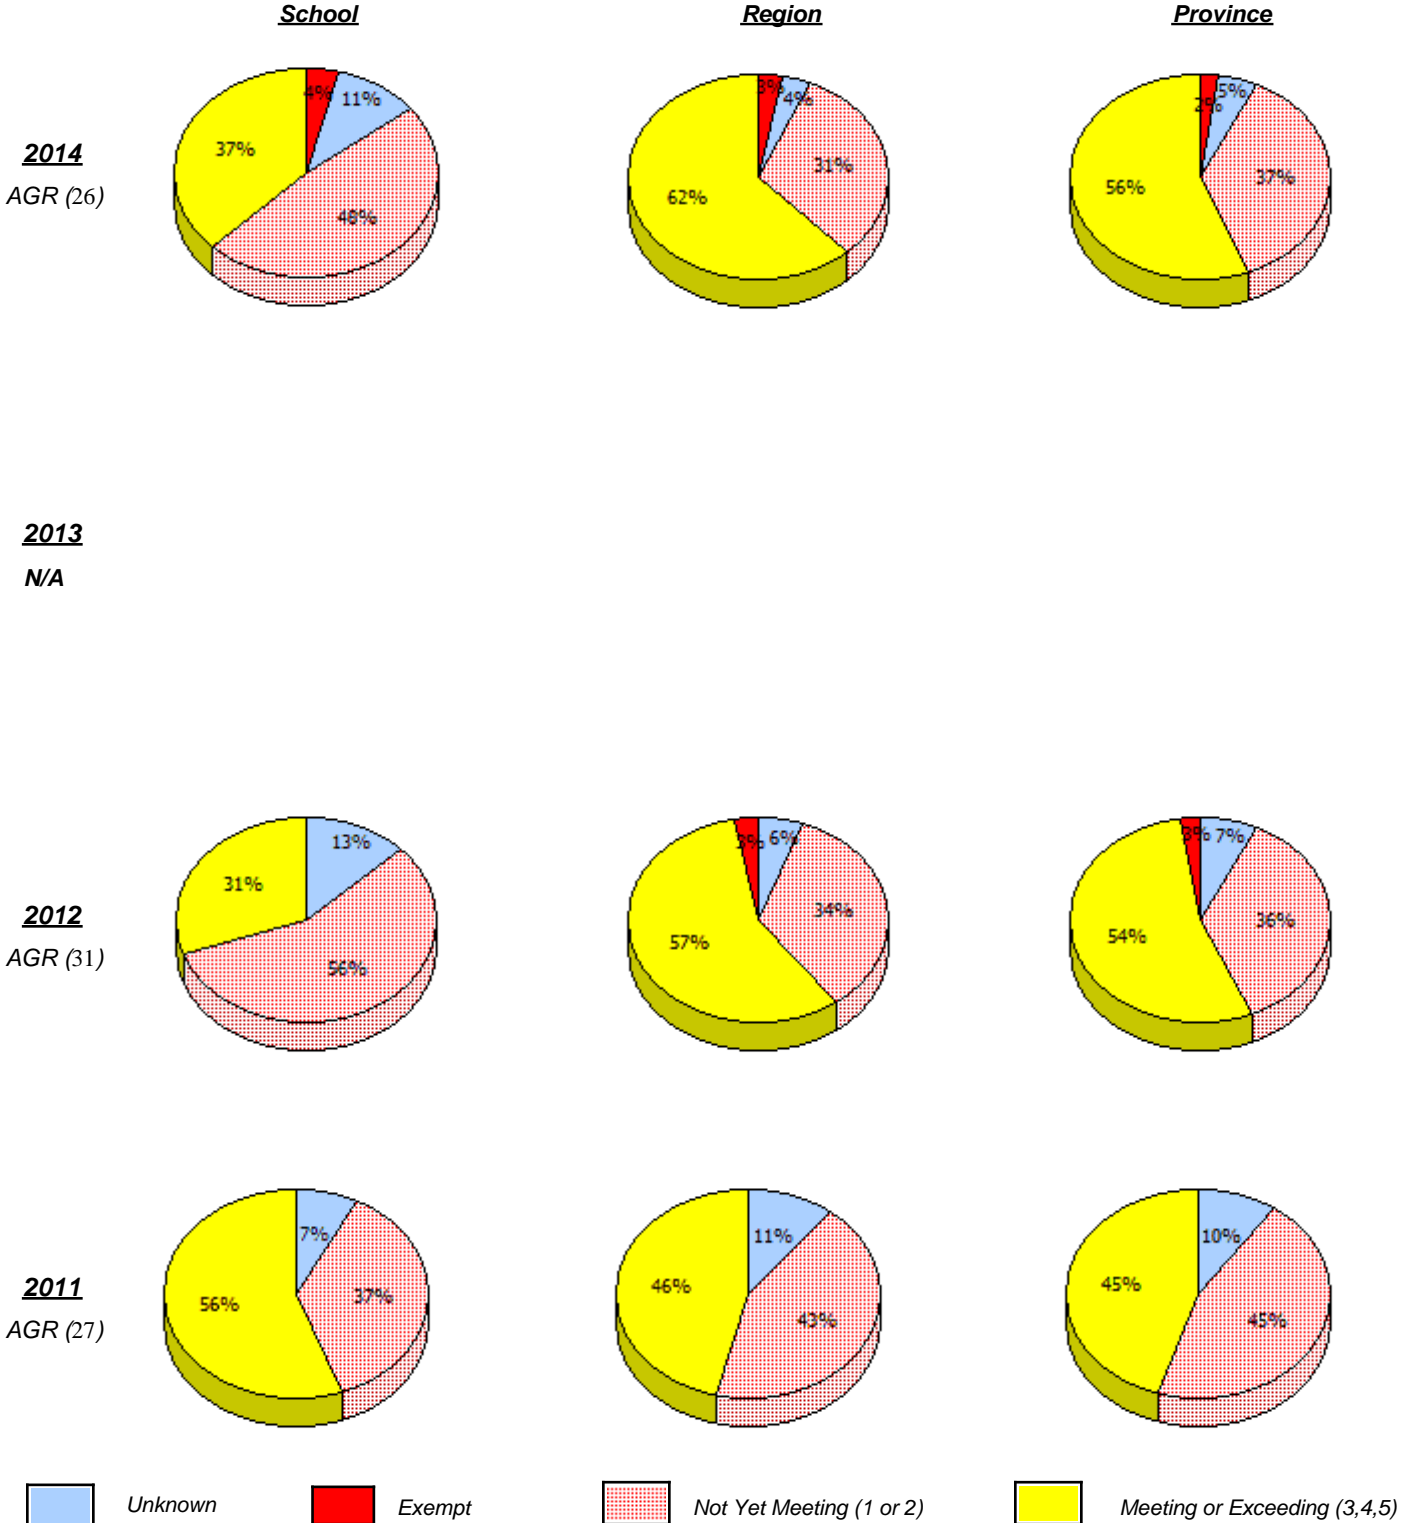 School Region Province
2014
AGR (26)
4% 11% 48% 37%
3% 4% 31% 62%
2% 5% 37% 56%
2013
N/A
2012
AGR (31)
13% 56% 31%
3% 6% 34% 57%
3% 7% 36% 54%
2011
AGR (27)
7% 37% 56%
11% 43% 46%
10% 45% 45%
Unknown Exempt Not Yet Meeting (1 or 2) Meeting or Exceeding (3,4,5)